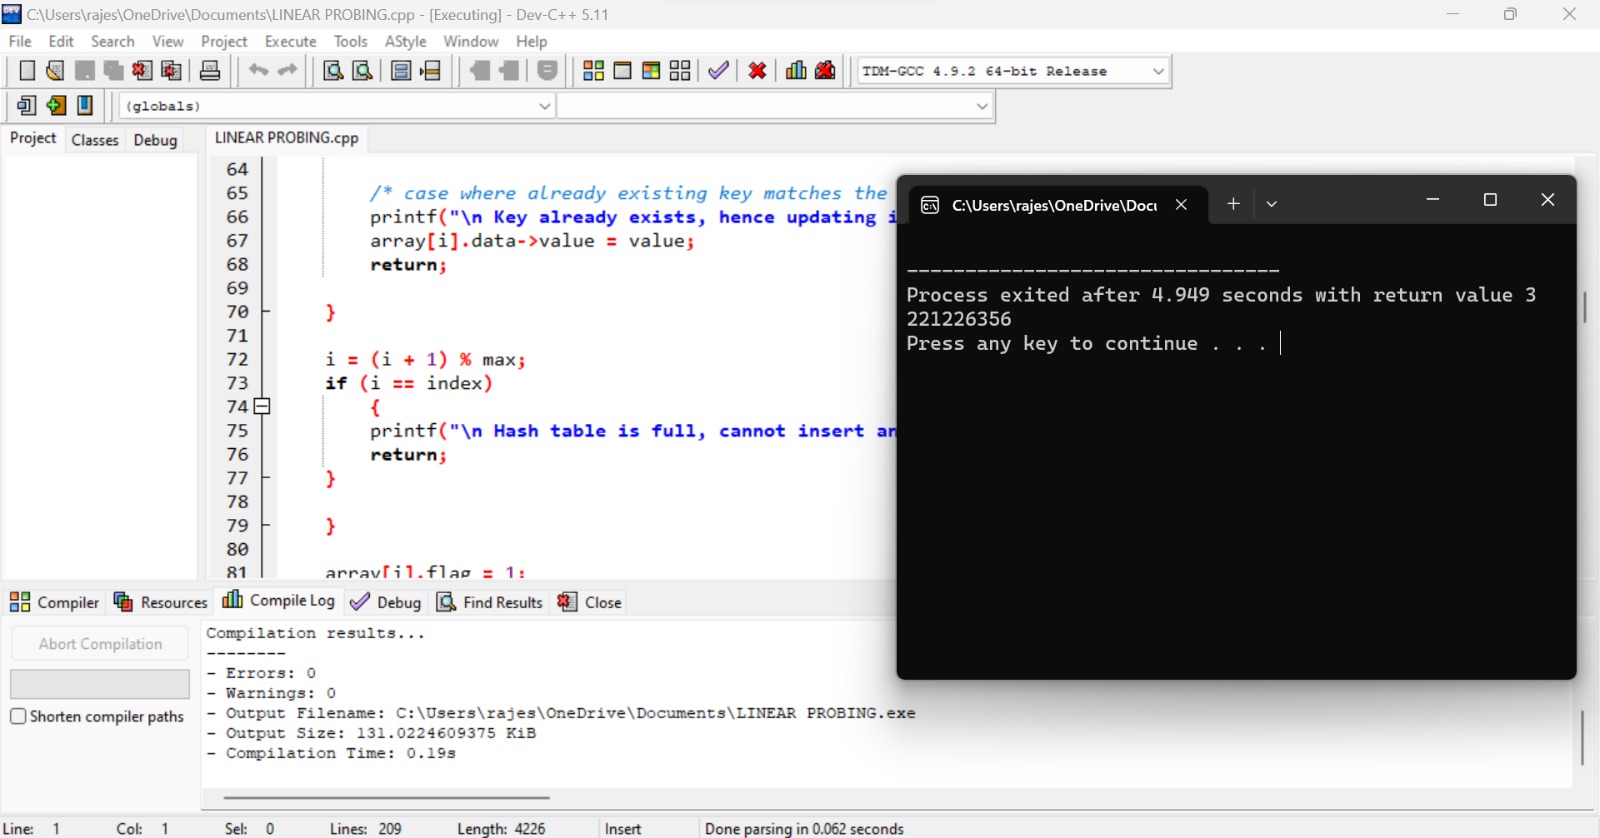 C:\Users\rajes\OneDrive\Documents\LINEAR PROBING.cpp - [Executing] - Dev-C++ 5.11
File Edit Search View Project Execute Tools AStyle Window Help
TDM-GCC 4.9.2 64-bit Release
(globals)
Project Classes Debug
LINEAR PROBING.cpp
64
65 /* case where already existing key matches the
66 printf("\n Key already exists, hence updating i
67 array[i].data->value = value;
68 return;
69
70 }
71
72 i = (i + 1) % max;
73 if (i == index)
74 {
75 printf("\n Hash table is full, cannot insert an
76 return;
77 }
78
79 }
80
81 array[i].flag = 1;
C:\Users\rajes\OneDrive\Docu
--------------------------------
Process exited after 4.949 seconds with return value 3
221226356
Press any key to continue . . .
Compiler Resources Compile Log Debug Find Results Close
Abort Compilation
Shorten compiler paths
Compilation results...
--------
- Errors: 0
- Warnings: 0
- Output Filename: C:\Users\rajes\OneDrive\Documents\LINEAR PROBING.exe
- Output Size: 131.0224609375 KiB
- Compilation Time: 0.19s
Line: 1 Col: 1 Sel: 0 Lines: 209 Length: 4226 Insert Done parsing in 0.062 seconds